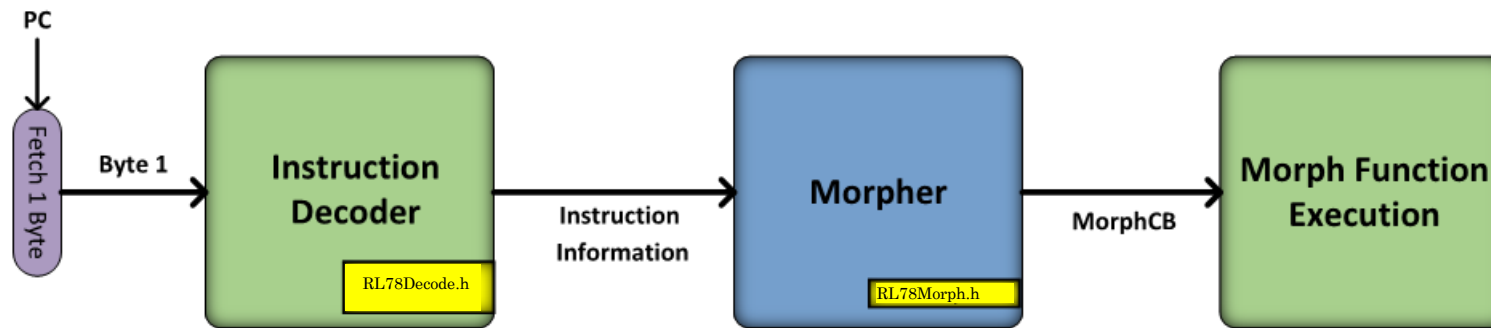 PC
Fetch 1 Byte
Byte 1
Instruction
Decoder
RL78Decode.h
Instruction
Information
Morpher
RL78Morph.h
MorphCB
Morph Function
Execution